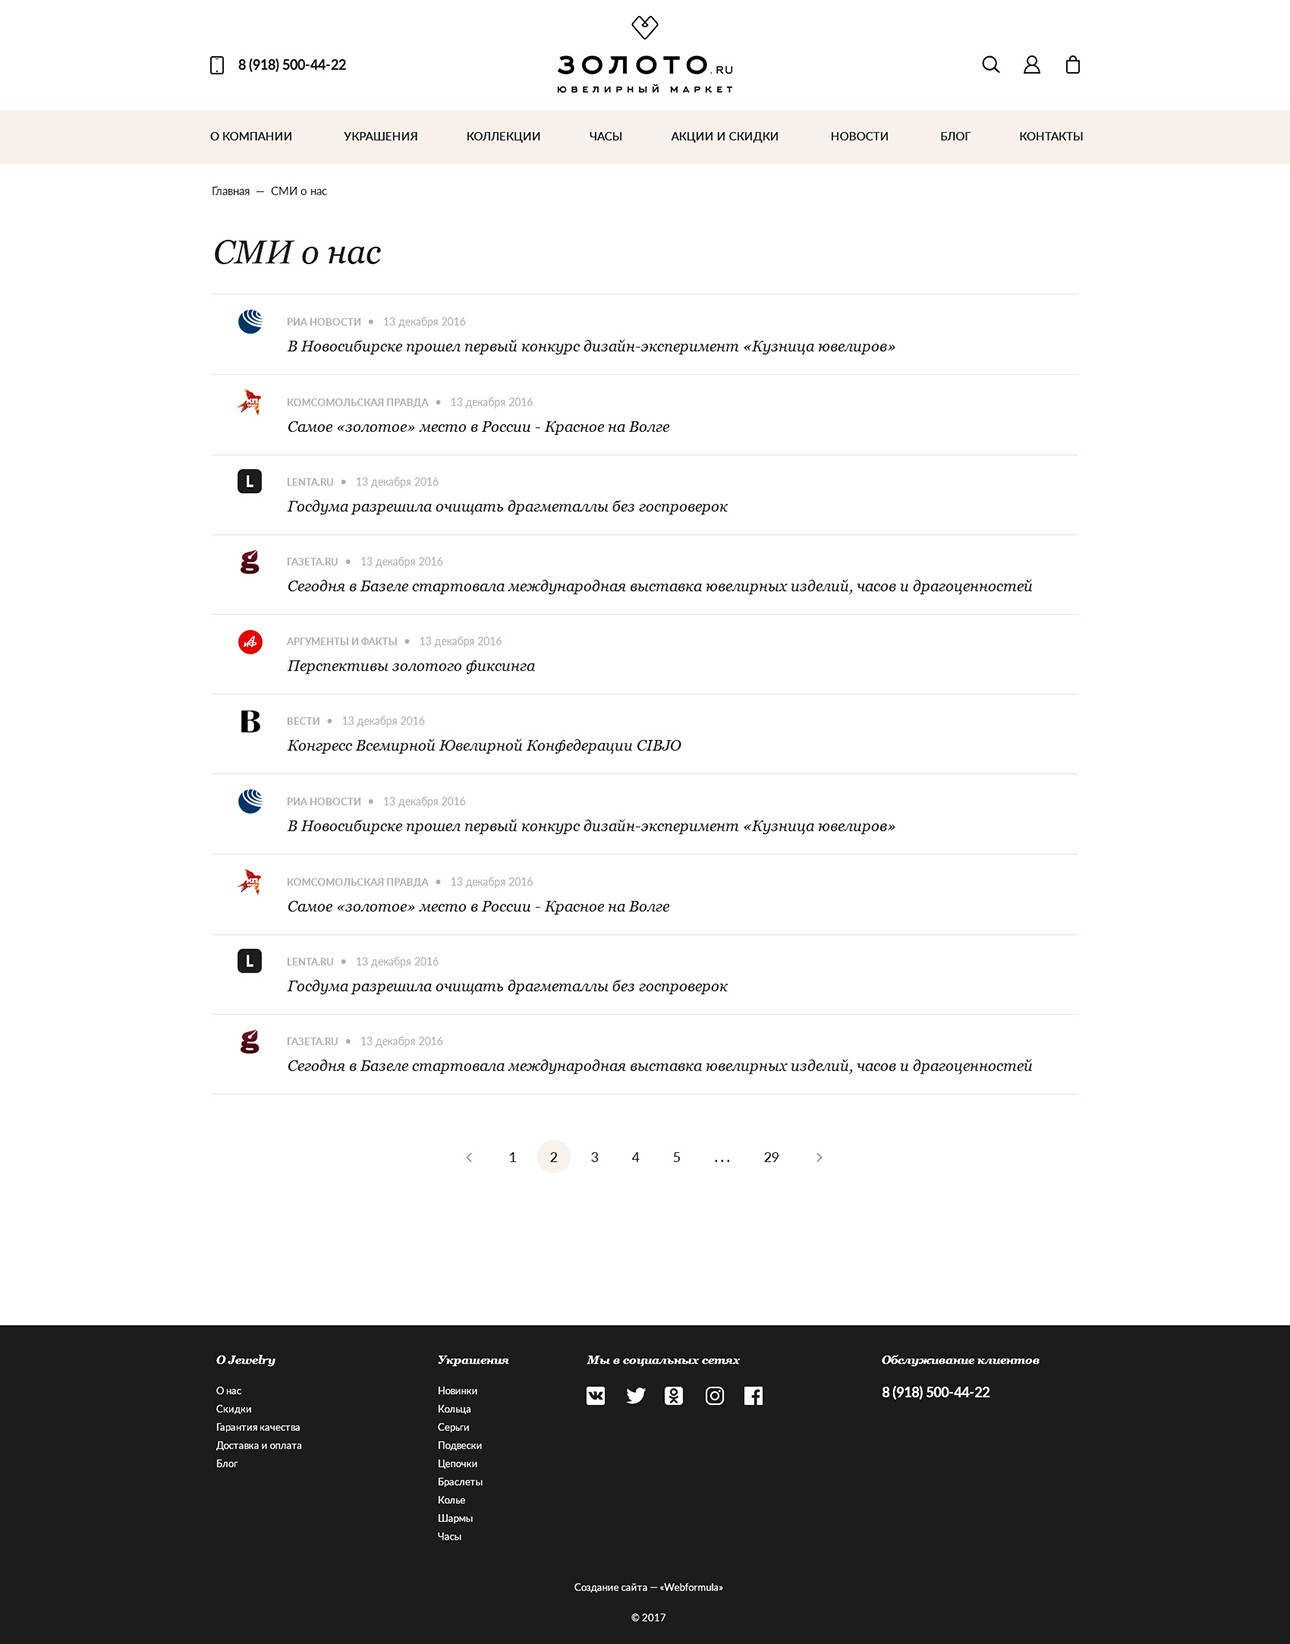 8 (918) 500-44-22
ЗОЛОТО.RU
ЮВЕЛИРНЫЙ МАРКЕТ
О КОМПАНИИ УКРАШЕНИЯ КОЛЛЕКЦИИ ЧАСЫ АКЦИИ И СКИДКИ НОВОСТИ БЛОГ КОНТАКТЫ
Главная — СМИ о нас
СМИ о нас
РИА НОВОСТИ • 13 декабря 2016
В Новосибирске прошел первый конкурс дизайн-эксперимент «Кузница ювелиров»
КОМСОМОЛЬСКАЯ ПРАВДА • 13 декабря 2016
Самое «золотое» место в России - Красное на Волге
L
LENTA.RU • 13 декабря 2016
Госдума разрешила очищать драгметаллы без госпроверок
g
ГАЗЕТА.RU • 13 декабря 2016
Сегодня в Базеле стартовала международная выставка ювелирных изделий, часов и драгоценностей
АРГУМЕНТЫ И ФАКТЫ • 13 декабря 2016
Перспективы золотого фиксинга
В
ВЕСТИ • 13 декабря 2016
Конгресс Всемирной Ювелирной Конфедерации CIBJO
РИА НОВОСТИ • 13 декабря 2016
В Новосибирске прошел первый конкурс дизайн-эксперимент «Кузница ювелиров»
КОМСОМОЛЬСКАЯ ПРАВДА • 13 декабря 2016
Самое «золотое» место в России - Красное на Волге
L
LENTA.RU • 13 декабря 2016
Госдума разрешила очищать драгметаллы без госпроверок
g
ГАЗЕТА.RU • 13 декабря 2016
Сегодня в Базеле стартовала международная выставка ювелирных изделий, часов и драгоценностей
1 2 3 4 5 ... 29
О Jewelry
О нас
Скидки
Гарантия качества
Доставка и оплата
Блог
Украшения
Новинки
Кольца
Серьги
Подвески
Цепочки
Браслеты
Колье
Шармы
Часы
Мы в социальных сетях
Обслуживание клиентов
8 (918) 500-44-22
Создание сайта — «Webformula»
© 2017